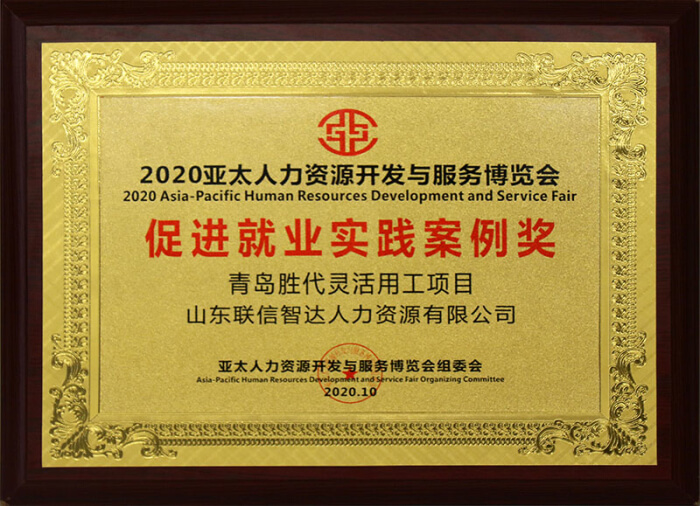 2020亚太人力资源开发与服务博览会
2020 Asia-Pacific Human Resources Development and Service Fair
促进就业实践案例奖
青岛胜代灵活用工项目
山东联信智达人力资源有限公司
亚太人力资源开发与服务博览会组委会
Asia-Pacific Human Resources Development and Service Fair Organizing Committee
2020.10